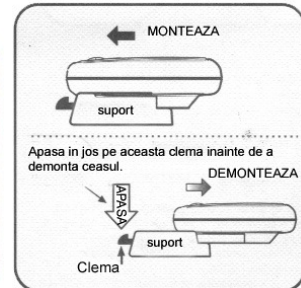 MONTEAZA
suport
Apasa in jos pe aceasta clema inainte de a
demonta ceasul.
DEMONTEAZA
APASA
suport
Clema